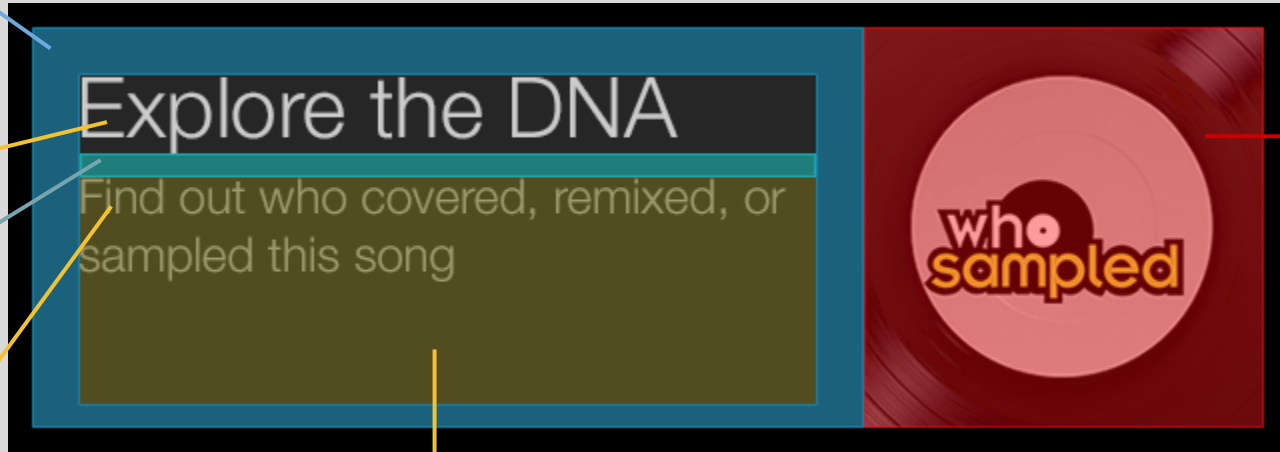 Explore the DNA
Find out who covered, remixed, or
sampled this song
who
sampled